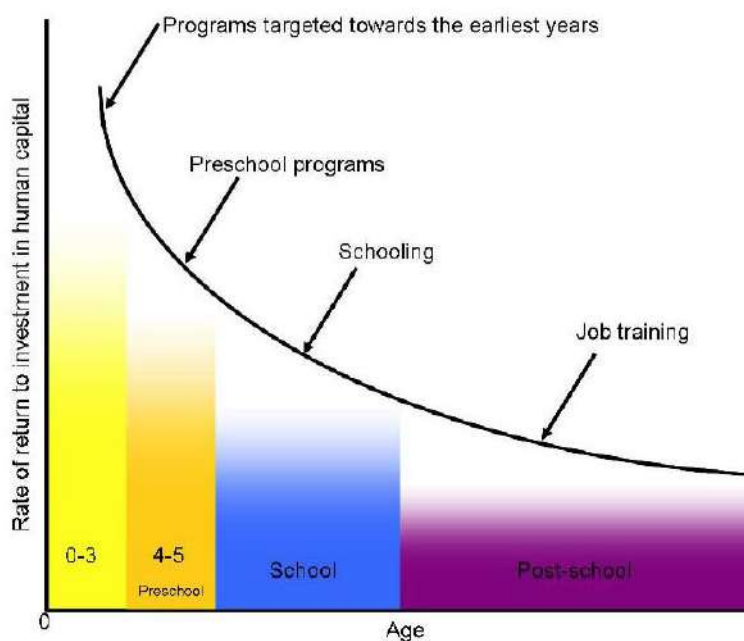 Programs targeted towards the earliest years
Preschool programs
Schooling
Job training
Rate of return to investment in human capital
0-3
4-5
Preschool
School
Post-school
0
Age